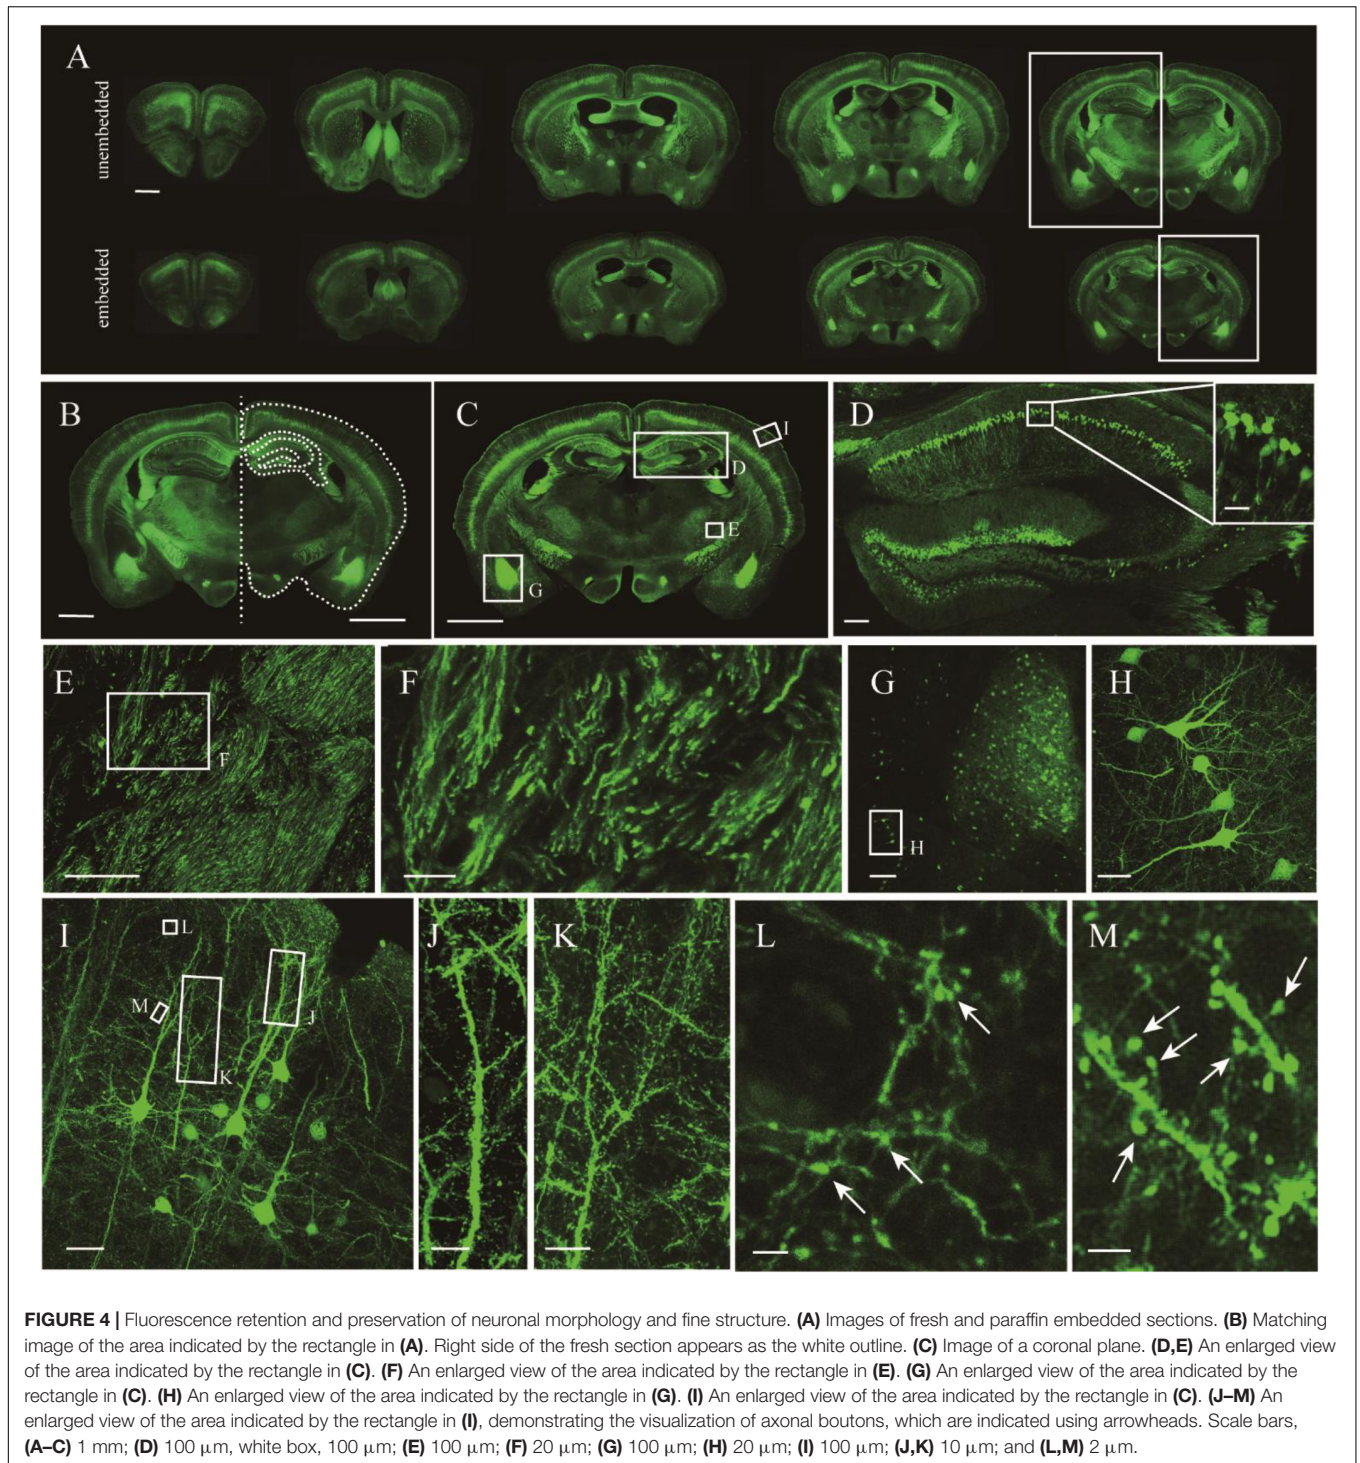 A
unembedded
embedded
B
C
I
D
E
G
D
E
F
F
G
H
H
I
L
M
J
K
J
K
L
M
FIGURE 4 | Fluorescence retention and preservation of neuronal morphology and fine structure. (A) Images of fresh and paraffin embedded sections. (B) Matching
image of the area indicated by the rectangle in (A). Right side of the fresh section appears as the white outline. (C) Image of a coronal plane. (D,E) An enlarged view
of the area indicated by the rectangle in (C). (F) An enlarged view of the area indicated by the rectangle in (E). (G) An enlarged view of the area indicated by the
rectangle in (C). (H) An enlarged view of the area indicated by the rectangle in (G). (I) An enlarged view of the area indicated by the rectangle in (C). (J–M) An
enlarged view of the area indicated by the rectangle in (I), demonstrating the visualization of axonal boutons, which are indicated using arrowheads. Scale bars,
(A–C) 1 mm; (D) 100 μm, white box, 100 μm; (E) 100 μm; (F) 20 μm; (G) 100 μm; (H) 20 μm; (I) 100 μm; (J,K) 10 μm; and (L,M) 2 μm.